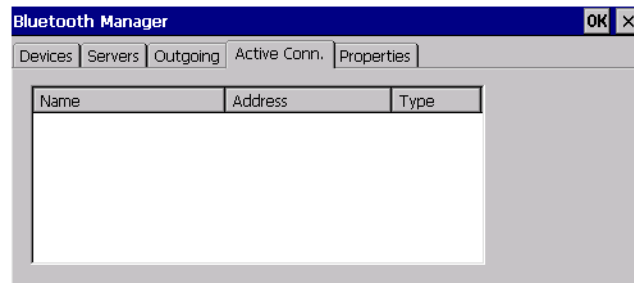 Bluetooth Manager OK ×
Devices Servers Outgoing Active Conn. Properties
Name Address Type